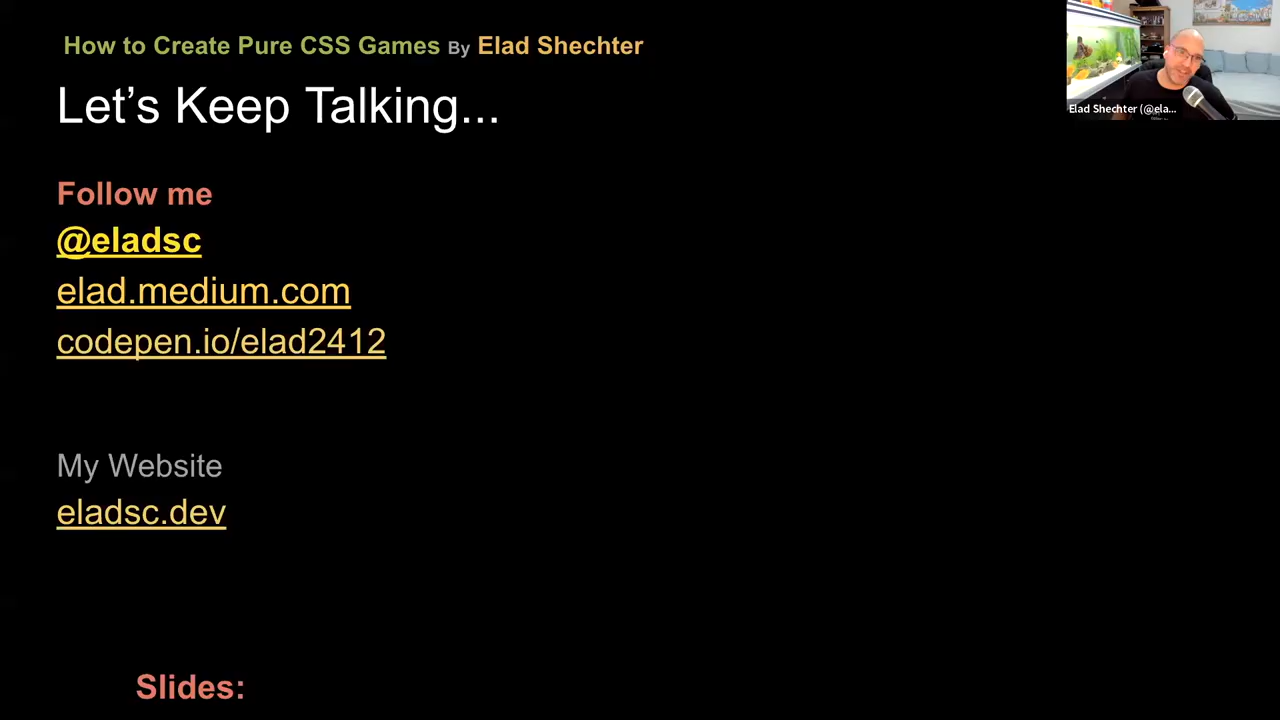 How to Create Pure CSS Games By Elad Shechter
Let's Keep Talking...
Elad Shechter (@ela...
Follow me
@eladsc
elad.medium.com
codepen.io/elad2412
My Website
eladsc.dev
Slides: